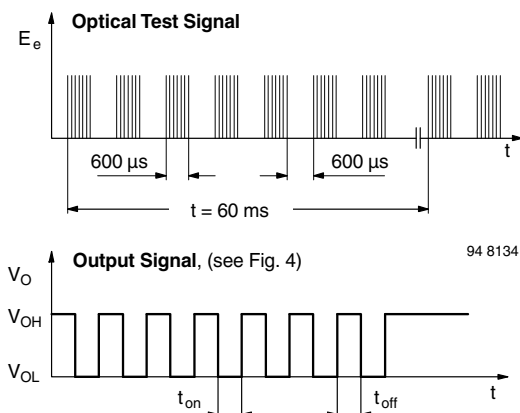 Optical Test Signal
E e
t
600 µs 600 µs
t = 60 ms
94 8134
Output Signal, (see Fig. 4)
V O
V OH
V OL
t
t on t off